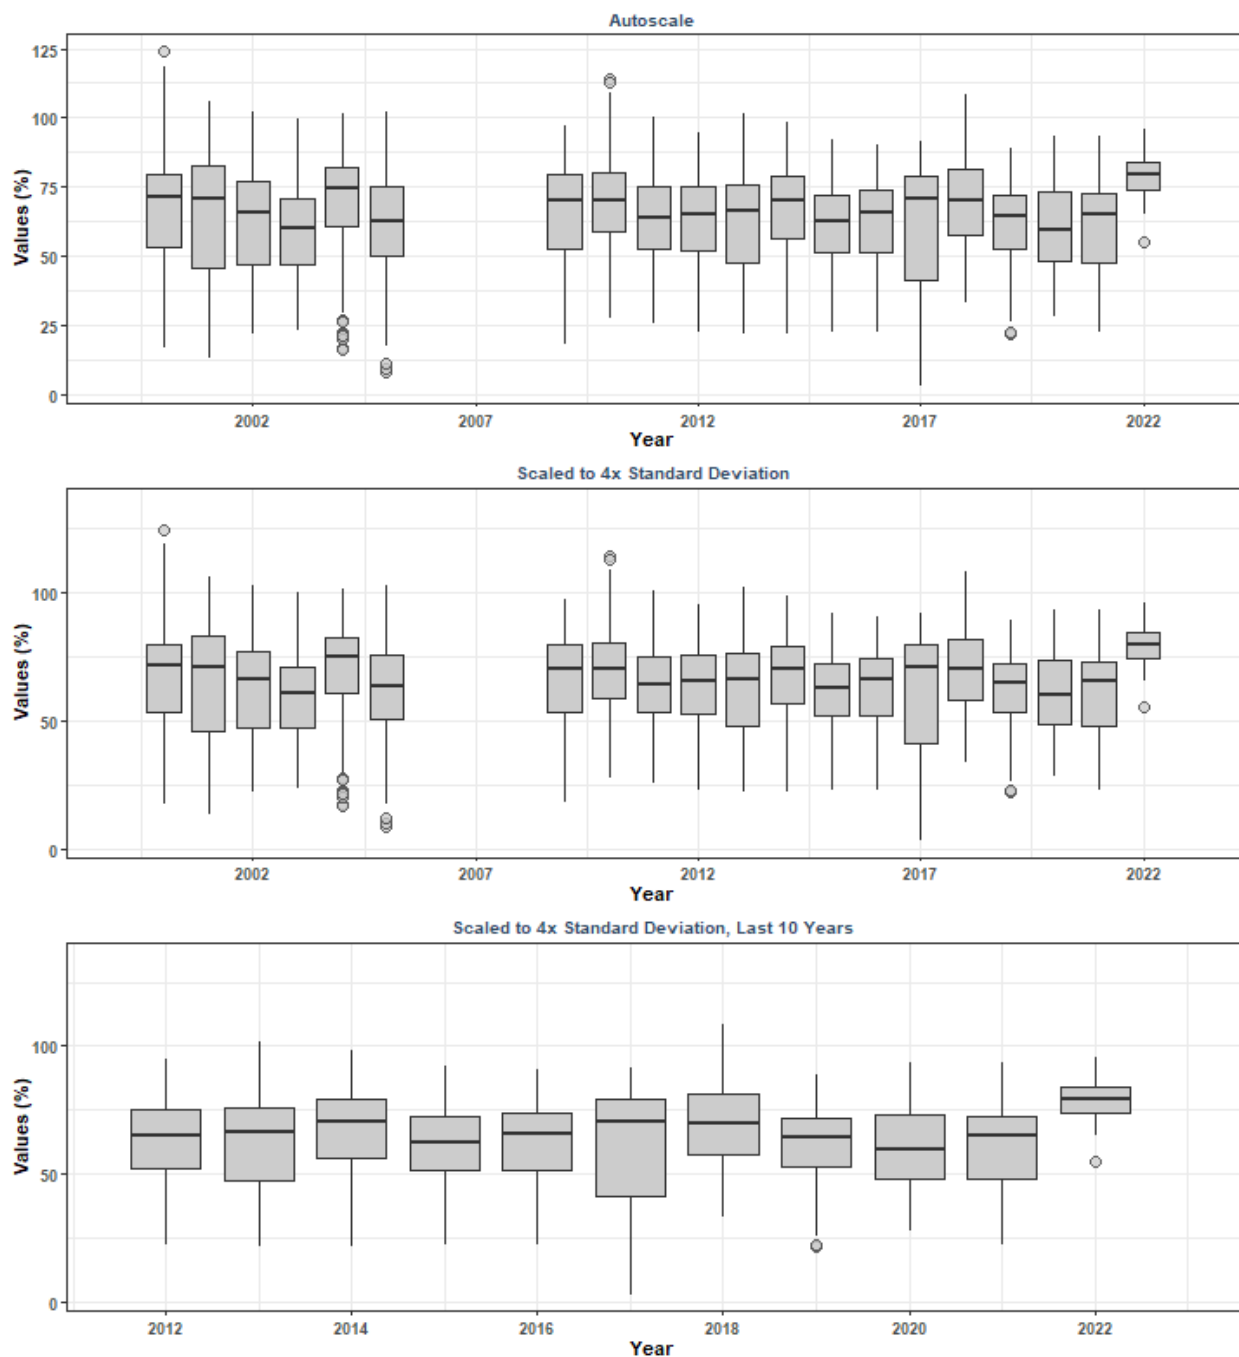 Autoscale
125
100
75
50
25
0
Values (%)
2002 2007 2012 2017 2022
Year
Scaled to 4x Standard Deviation
100
50
0
Values (%)
2002 2007 2012 2017 2022
Year
Scaled to 4x Standard Deviation, Last 10 Years
100
50
0
Values (%)
2012 2014 2016 2018 2020 2022
Year